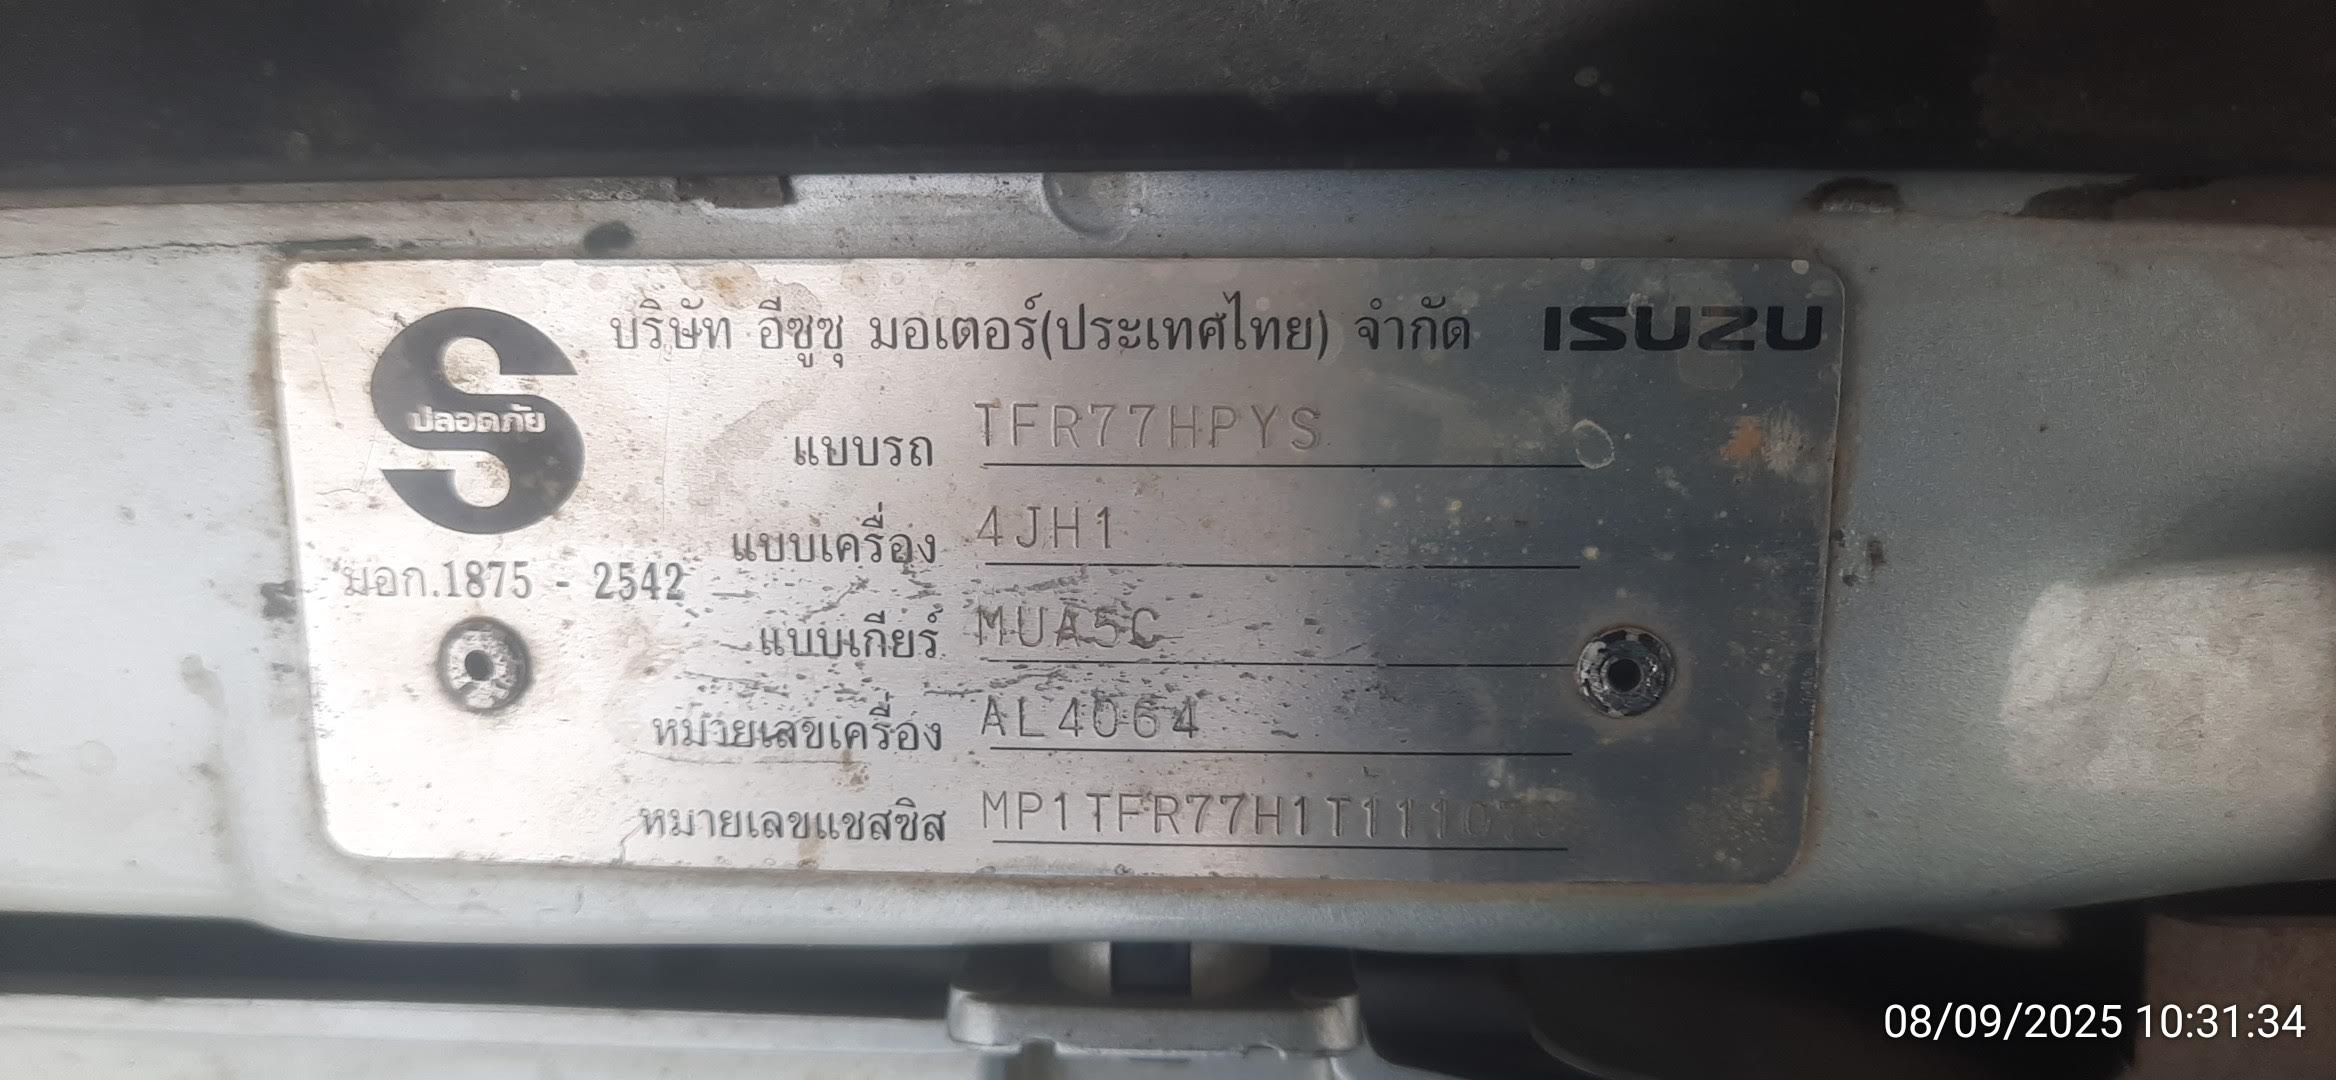 บริษัท อีซูซุ มอเตอร์(ประเทศไทย) จำกัด ISUZU
ปลอดภัย
แบบรถ TFR77HPYS
แบบเครื่อง 4JH1
มอก.1875 - 2542
แบบเกียร์ MUA5C
หมายเลขเครื่อง AL4064
หมายเลขแชสซิส
08/09/2025 10:31:34